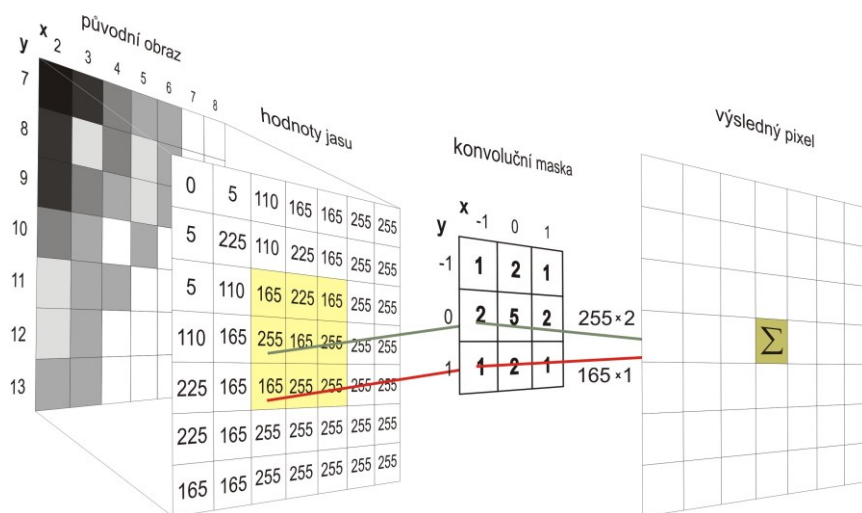 původní obraz
x
y
2 3 4 5 6 7 8
7
8
9
10
11
12
13
hodnoty jasu
0 5 110 165 165 255 255
5 225 110 225 165 255 255
5 110 165 225 165 255 255
110 165 255 165 255 255 255
225 165 165 255 255 255 255
225 165 255 255 255 255 255
165 165 255 255 255 255 255
konvoluční maska
x
y
-1 0 1
-1
0
1
1 2 1
2 5 2
1 2 1
255×2
165×1
výsledný pixel
Σ